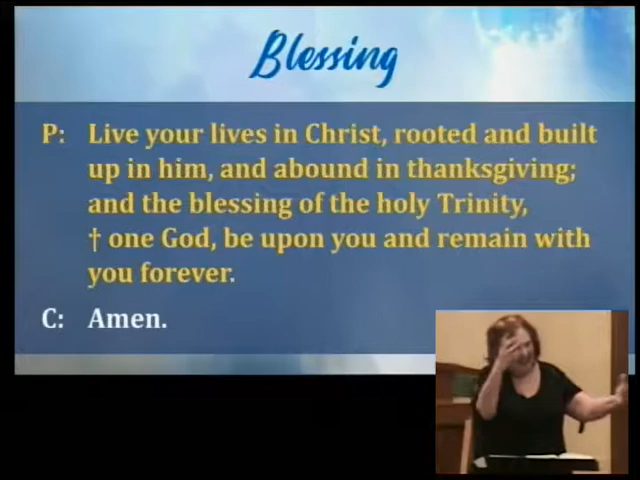 Blessing
P: Live your lives in Christ, rooted and built
up in him, and abound in thanksgiving;
and the blessing of the holy Trinity,
† one God, be upon you and remain with
you forever.
C: Amen.